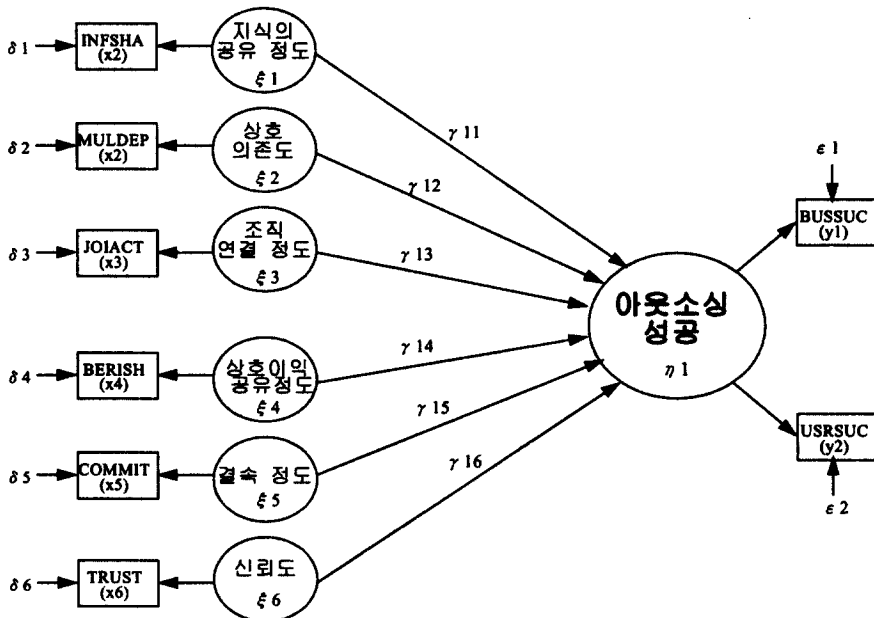 δ1
INFSHA
(x2)
지식의
공유 정도
ξ1
γ11
δ2
MULDEP
(x2)
상호
의존도
ξ2
γ12
δ3
JOIACT
(x3)
조직
연결 정도
ξ3
γ13
δ4
BERISH
(x4)
상호이익
공유정도
ξ4
γ14
δ5
COMMIT
(x5)
결속 정도
ξ5
γ15
δ6
TRUST
(x6)
신뢰도
ξ6
γ16
아웃소싱
성공
η1
ε1
BUSSUC
(y1)
USRSUC
(y2)
ε2